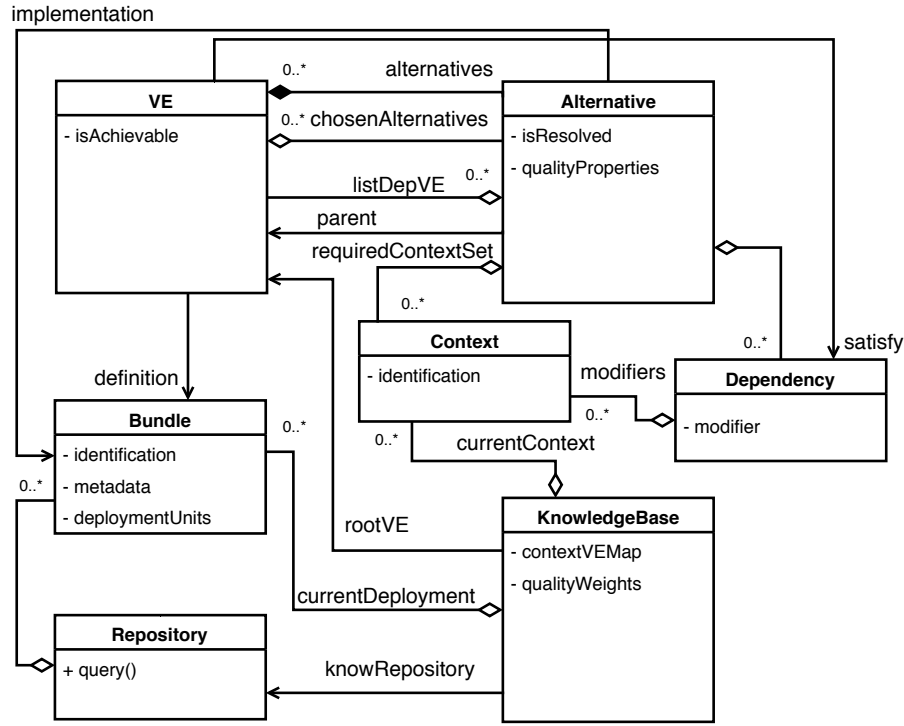 implementation
0..*
alternatives
VE
Alternative
- isAchievable
0..*
chosenAlternatives
- isResolved
- qualityProperties
0..*
listDepVE
parent
requiredContextSet
0..*
0..*
satisfy
Context
- identification
definition
modifiers
Dependency
- modifier
0..*
Bundle
0..*
0..*
currentContext
- identification
- metadata
- deploymentUnits
0..*
KnowledgeBase
- contextVEMap
- qualityWeights
rootVE
currentDeployment
Repository
+ query()
knowRepository